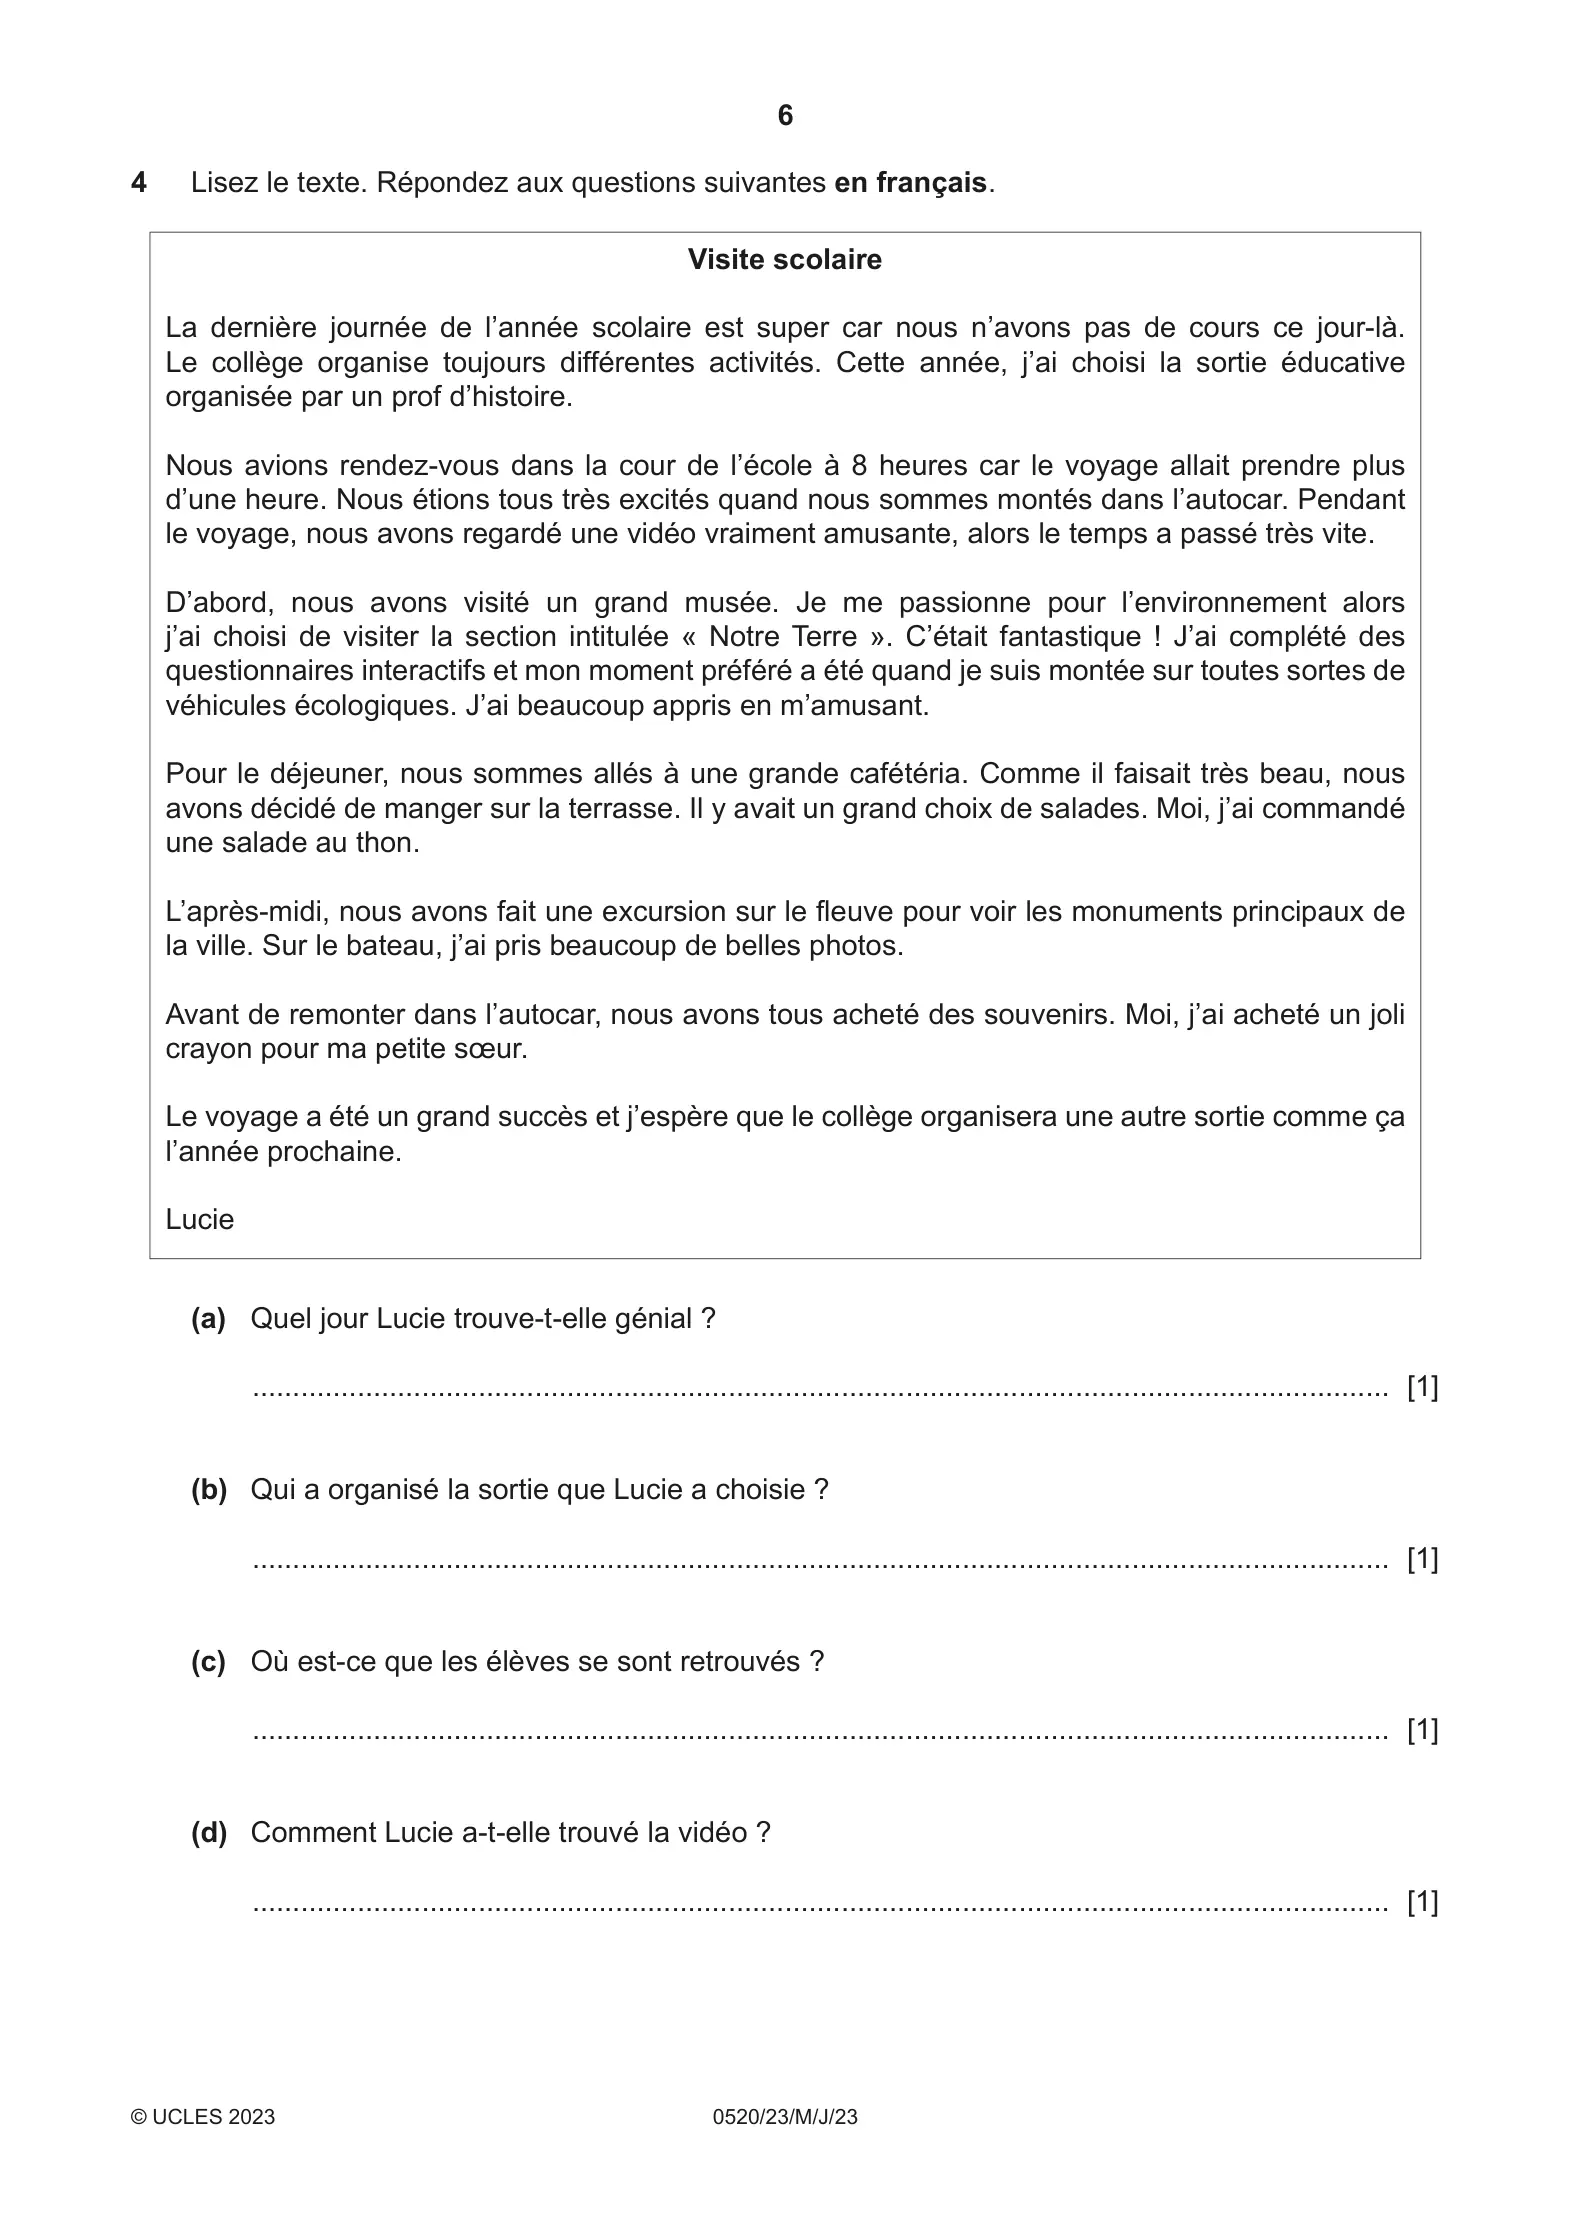 6
4 Lisez le texte. Répondez aux questions suivantes en français.
Visite scolaire
La dernière journée de l’année scolaire est super car nous n’avons pas de cours ce jour-là.
Le collège organise toujours différentes activités. Cette année, j’ai choisi la sortie éducative
organisée par un prof d’histoire.
Nous avions rendez-vous dans la cour de l’école à 8 heures car le voyage allait prendre plus
d’une heure. Nous étions tous très excités quand nous sommes montés dans l’autocar. Pendant
le voyage, nous avons regardé une vidéo vraiment amusante, alors le temps a passé très vite.
D’abord, nous avons visité un grand musée. Je me passionne pour l’environnement alors
j’ai choisi de visiter la section intitulée « Notre Terre ». C’était fantastique ! J’ai complété des
questionnaires interactifs et mon moment préféré a été quand je suis montée sur toutes sortes de
véhicules écologiques. J’ai beaucoup appris en m’amusant.
Pour le déjeuner, nous sommes allés à une grande cafétéria. Comme il faisait très beau, nous
avons décidé de manger sur la terrasse. Il y avait un grand choix de salades. Moi, j’ai commandé
une salade au thon.
L’après-midi, nous avons fait une excursion sur le fleuve pour voir les monuments principaux de
la ville. Sur le bateau, j’ai pris beaucoup de belles photos.
Avant de remonter dans l’autocar, nous avons tous acheté des souvenirs. Moi, j’ai acheté un joli
crayon pour ma petite sœur.
Le voyage a été un grand succès et j’espère que le collège organisera une autre sortie comme ça
l’année prochaine.
Lucie
(a) Quel jour Lucie trouve-t-elle génial ?
[1]
(b) Qui a organisé la sortie que Lucie a choisie ?
[1]
(c) Où est-ce que les élèves se sont retrouvés ?
[1]
(d) Comment Lucie a-t-elle trouvé la vidéo ?
[1]
© UCLES 2023 0520/23/M/J/23